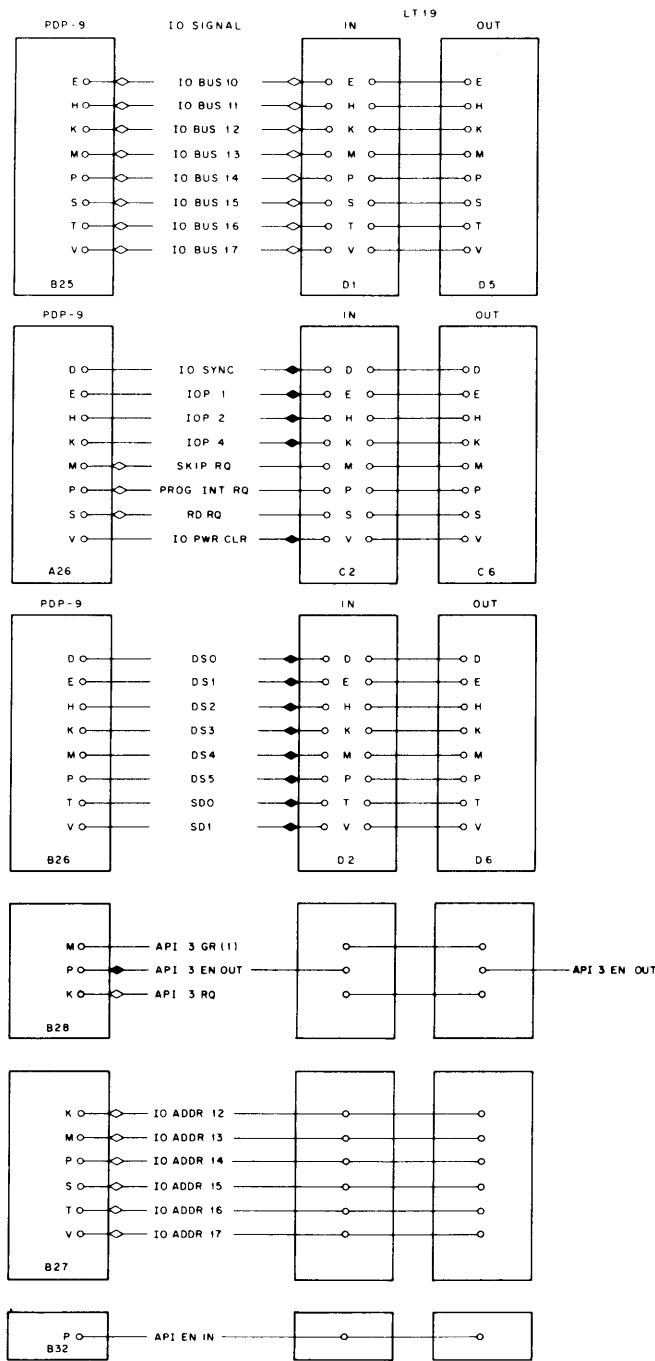 LT19
PDP-9 IO SIGNAL IN OUT
E IO BUS 10 E E
H IO BUS 11 H H
K IO BUS 12 K K
M IO BUS 13 M M
P IO BUS 14 P P
S IO BUS 15 S S
T IO BUS 16 T T
V IO BUS 17 V V
B25 D1 D5
PDP-9 IN OUT
D IO SYNC D D
E IOP 1 E E
H IOP 2 H H
K IOP 4 K K
M SKIP RQ M M
P PROG INT RQ P P
S RD RQ S S
V IO PWR CLR V V
A26 C2 C6
PDP-9 IN OUT
D DS0 D D
E DS1 E E
H DS2 H H
K DS3 K K
M DS4 M M
P DS5 P P
T SD0 T T
V SD1 V V
B26 D2 D6
M API 3 GR (1)
P API 3 EN OUT API 3 EN OUT
K API 3 RQ
B28
K IO ADDR 12
M IO ADDR 13
P IO ADDR 14
S IO ADDR 15
T IO ADDR 16
V IO ADDR 17
B27
P API EN IN
B32